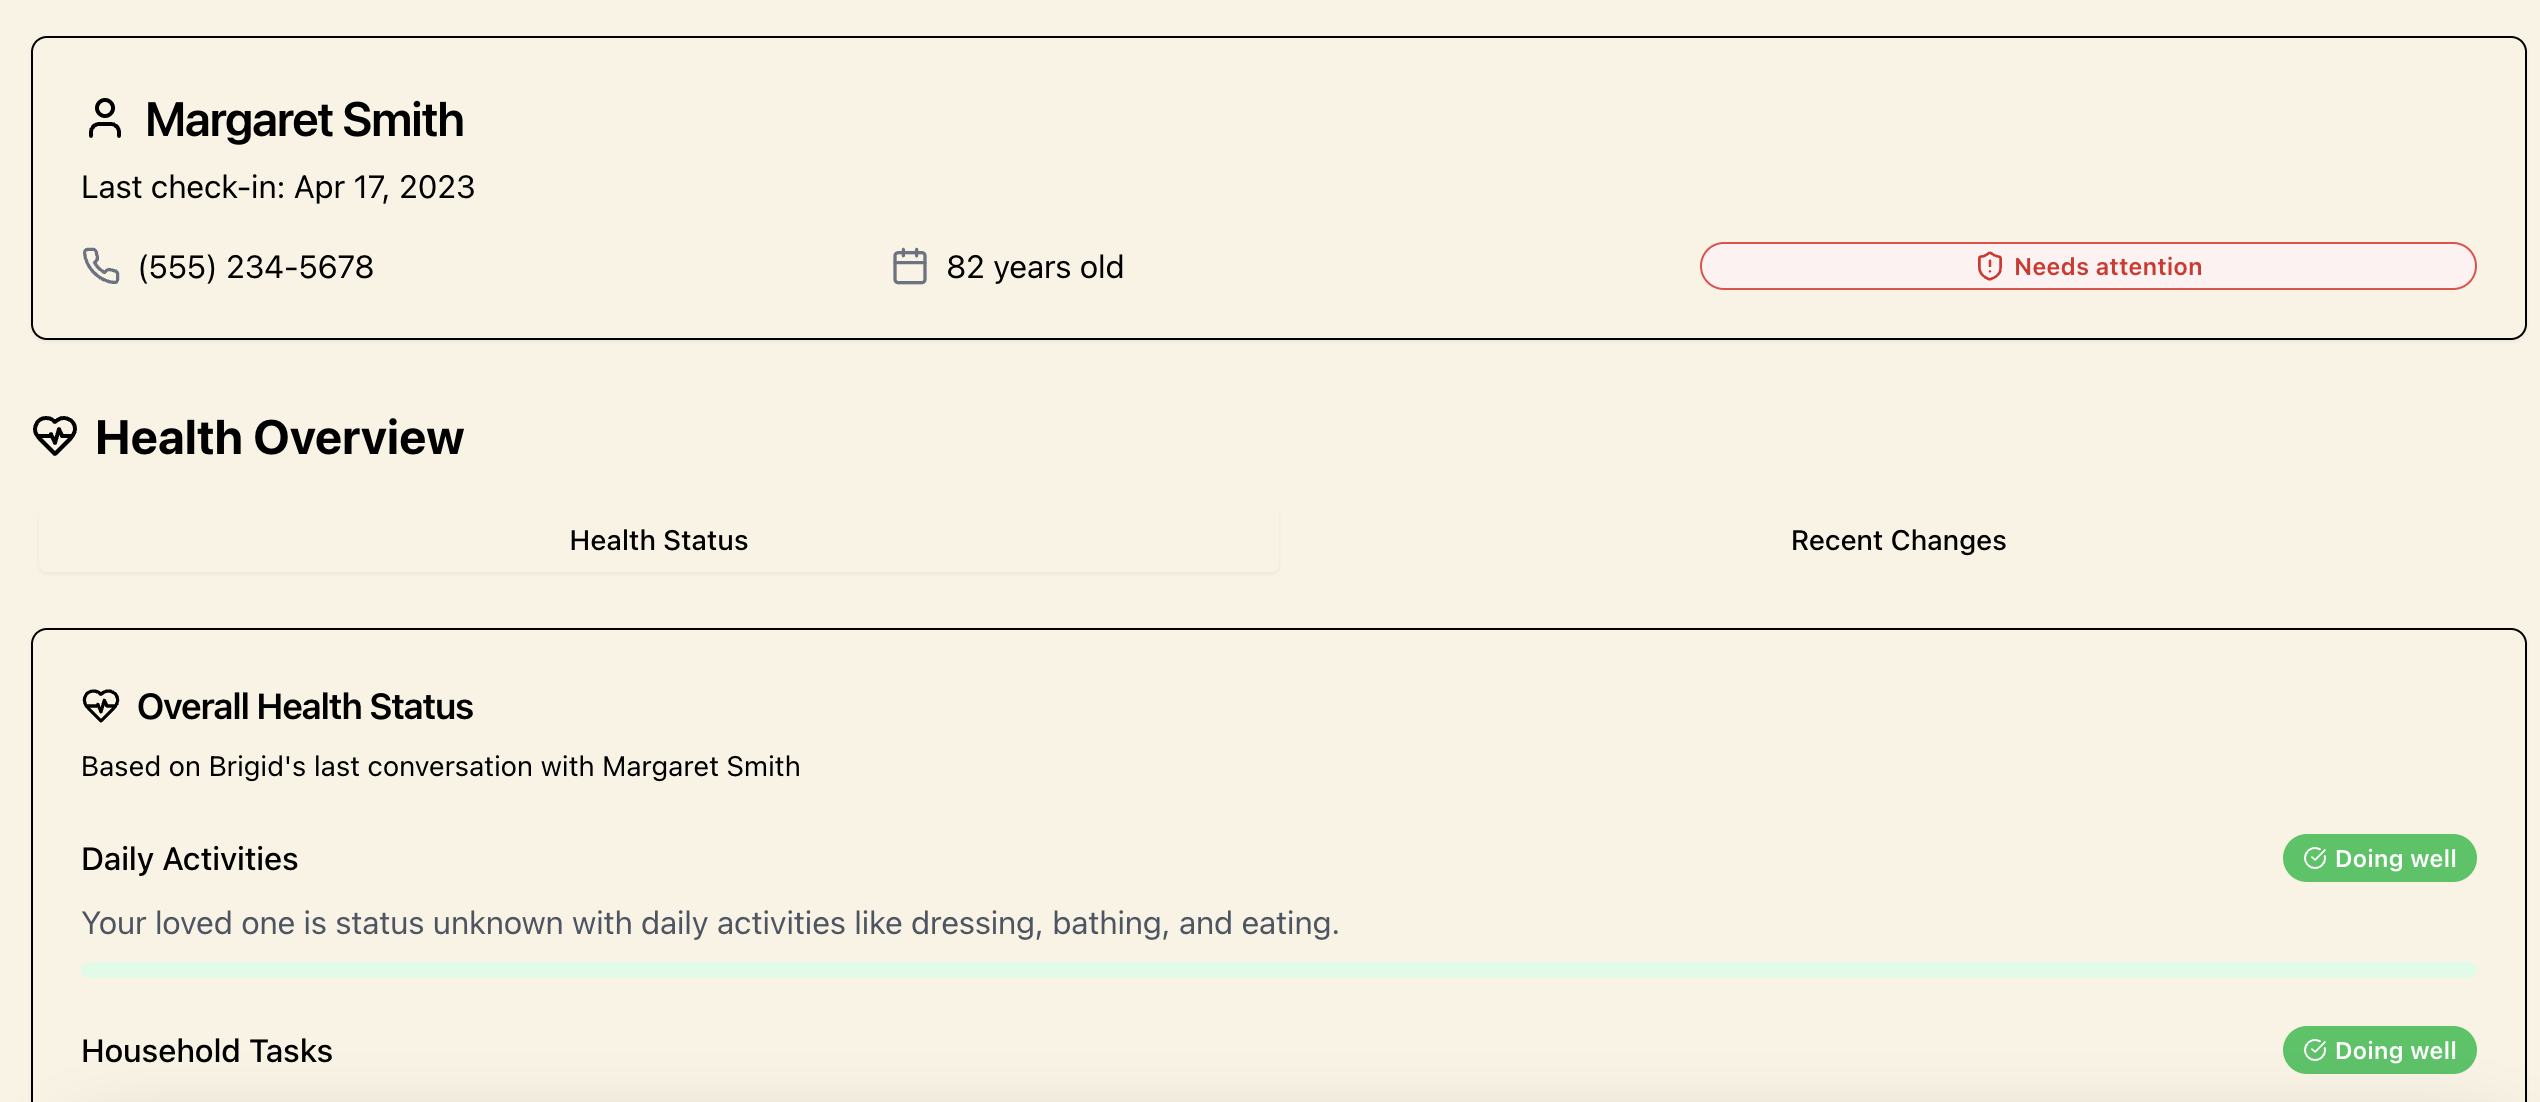 Margaret Smith
Last check-in: Apr 17, 2023
(555) 234-5678
82 years old
Needs attention
Health Overview
Health Status
Recent Changes
Overall Health Status
Based on Brigid's last conversation with Margaret Smith
Daily Activities
Doing well
Your loved one is status unknown with daily activities like dressing, bathing, and eating.
Household Tasks
Doing well